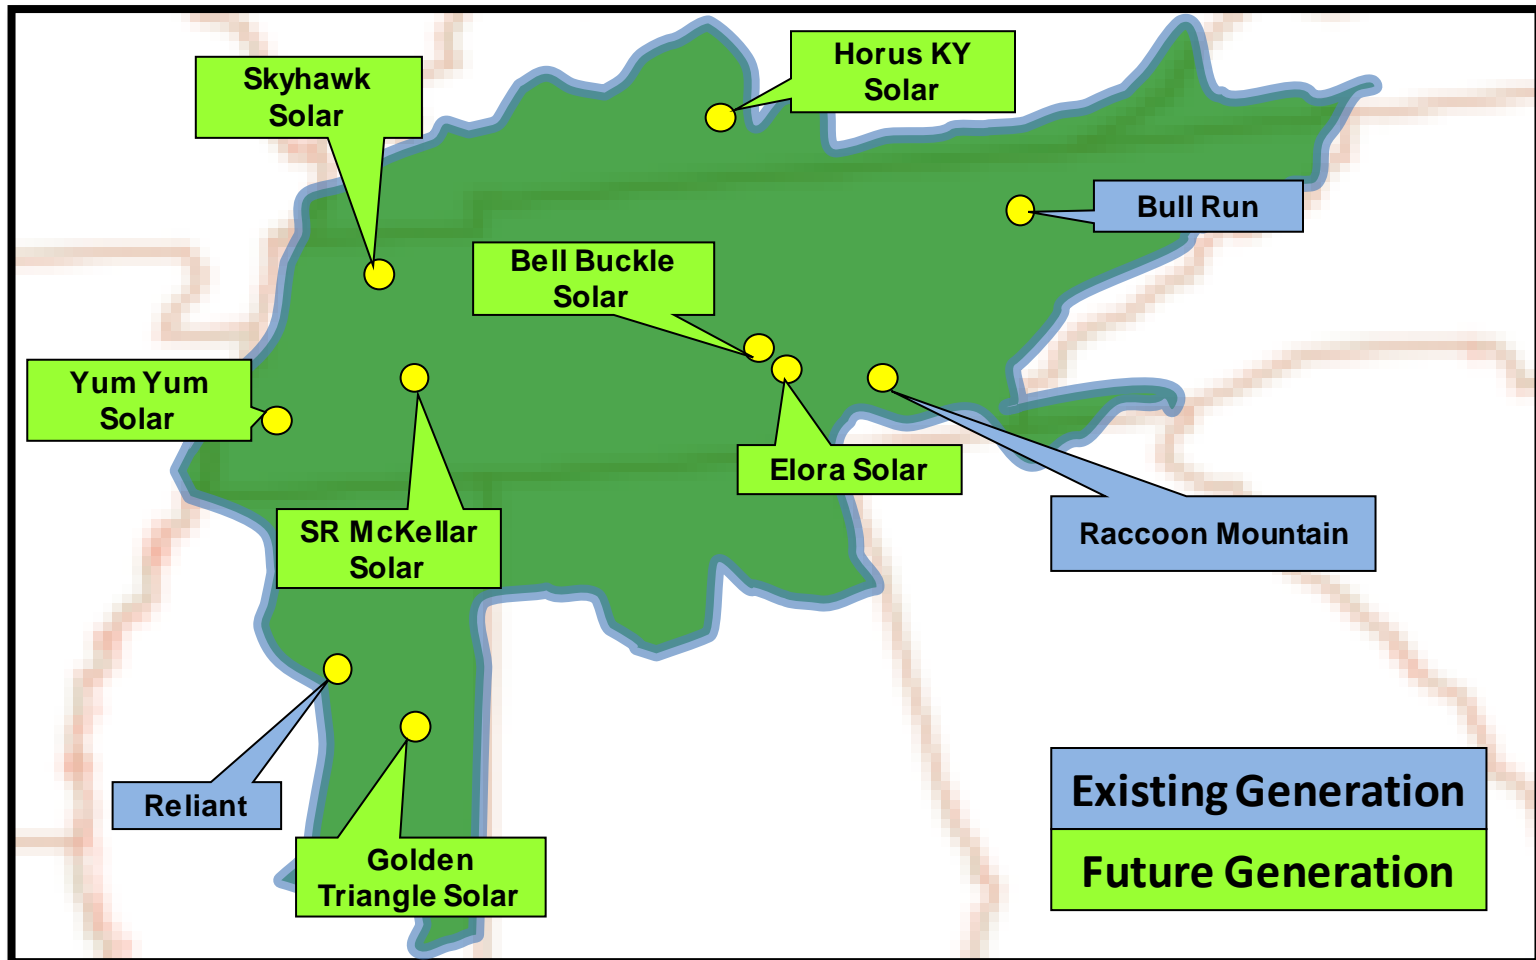 Skyhawk
Solar
Horus KY
Solar
Bull Run
Bell Buckle
Solar
Yum Yum
Solar
Elora Solar
SR McKellar
Solar
Raccoon Mountain
Reliant
Golden
Triangle Solar
Existing Generation
Future Generation